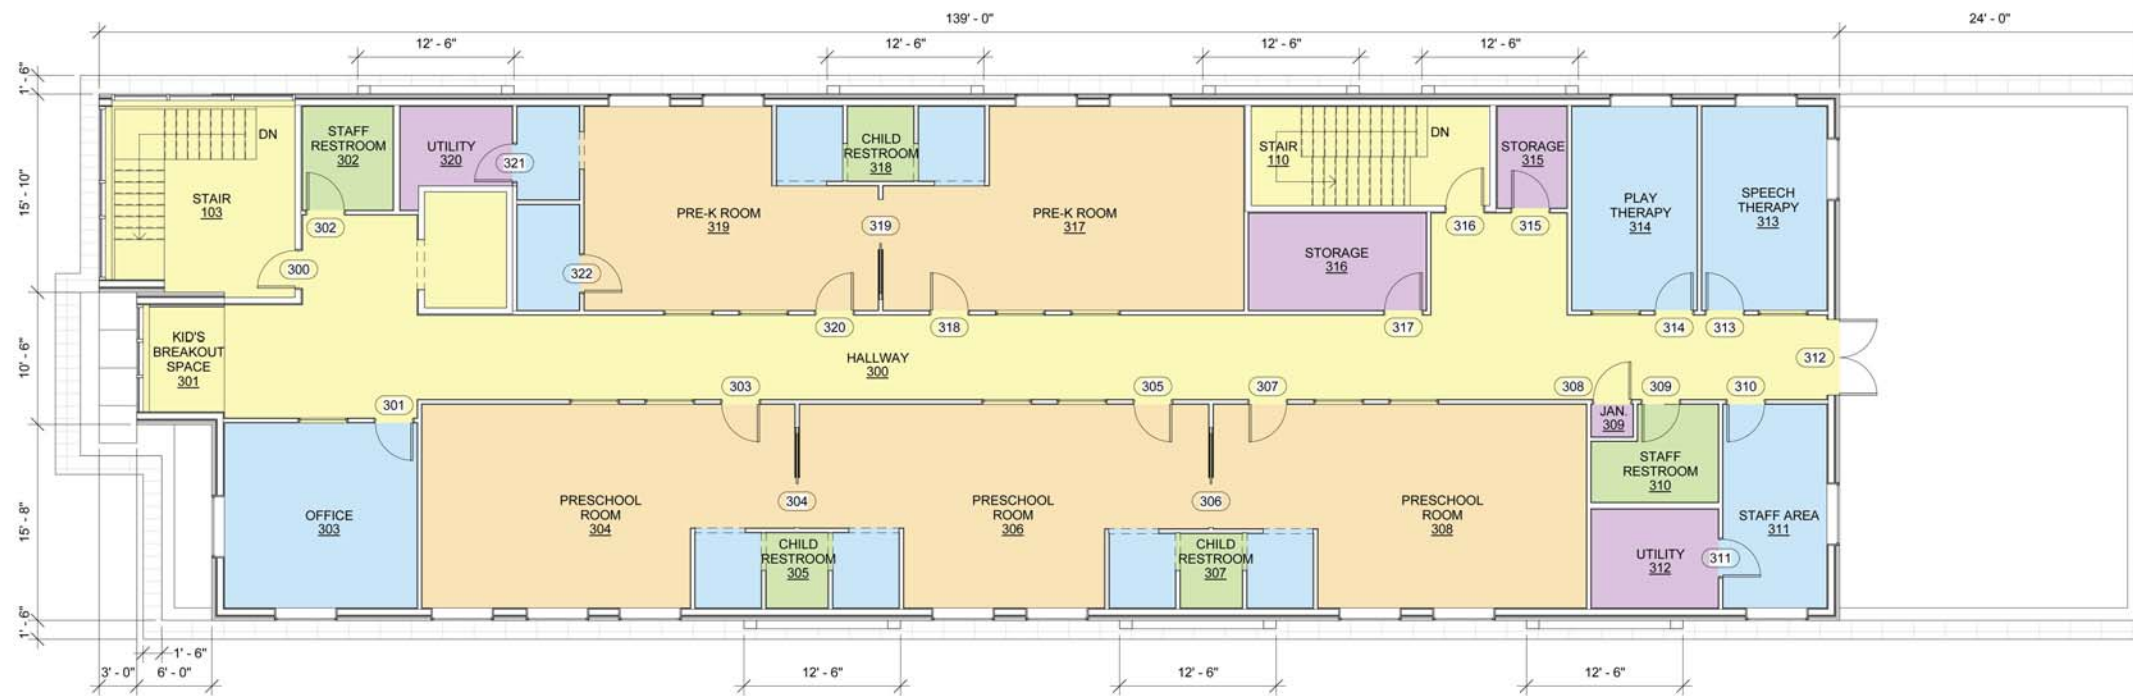 139' - 0"
24' - 0"
12' - 6"
12' - 6"
12' - 6"
12' - 6"
1' - 6"
15' - 10"
10' - 6"
15' - 8"
1' - 6"
STAIR
103
DN
STAFF
RESTROOM
302
302
300
UTILITY
320
321
322
PRE-K ROOM
319
CHILD
RESTROOM
318
319
PRE-K ROOM
317
320
318
STAIR
110
DN
STORAGE
316
STORAGE
315
316
315
317
PLAY
THERAPY
314
SPEECH
THERAPY
313
314
313
KID'S
BREAKOUT
SPACE
301
HALLWAY
300
312
301
303
305
307
308
309
310
OFFICE
303
PRESCHOOL
ROOM
304
304
CHILD
RESTROOM
305
PRESCHOOL
ROOM
306
306
CHILD
RESTROOM
307
PRESCHOOL
ROOM
308
JAN.
309
STAFF
RESTROOM
310
UTILITY
312
311
STAFF AREA
311
1' - 6"
3' - 0"
6' - 0"
12' - 6"
12' - 6"
12' - 6"